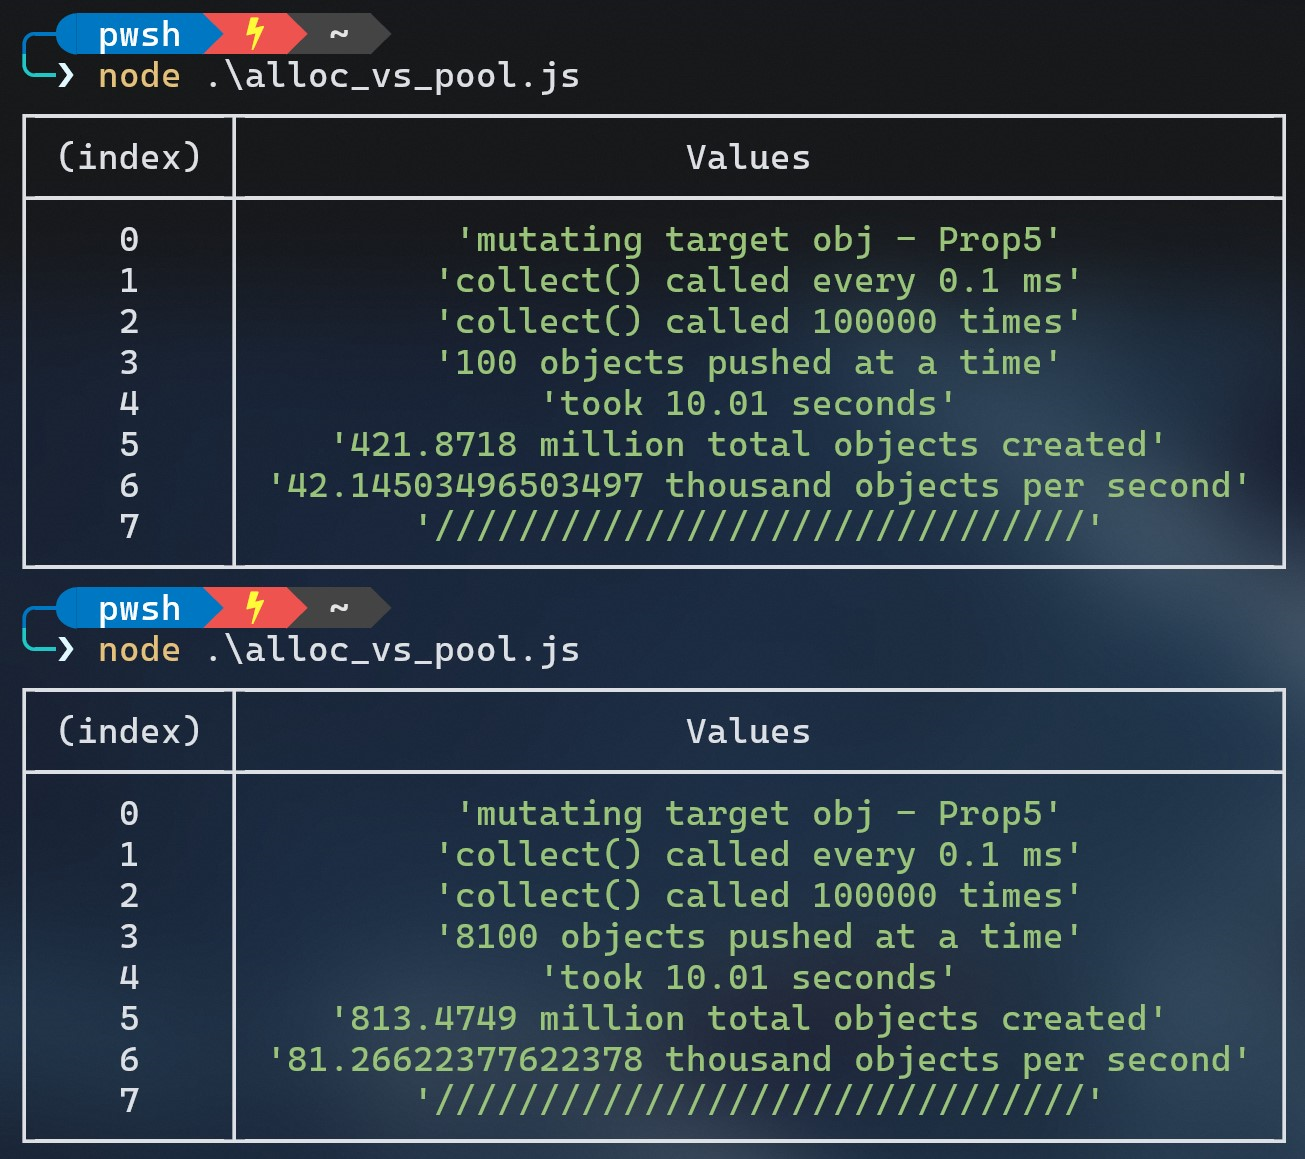 pwsh ⚡ ~
❯ node .\alloc_vs_pool.js
(index) Values
0 'mutating target obj - Prop5'
1 'collect() called every 0.1 ms'
2 'collect() called 100000 times'
3 '100 objects pushed at a time'
4 'took 10.01 seconds'
5 '421.8718 million total objects created'
6 '42.14503496503497 thousand objects per second'
7 '///////////////////////////////'
pwsh ⚡ ~
❯ node .\alloc_vs_pool.js
(index) Values
0 'mutating target obj - Prop5'
1 'collect() called every 0.1 ms'
2 'collect() called 100000 times'
3 '8100 objects pushed at a time'
4 'took 10.01 seconds'
5 '813.4749 million total objects created'
6 '81.26622377622378 thousand objects per second'
7 '///////////////////////////////'